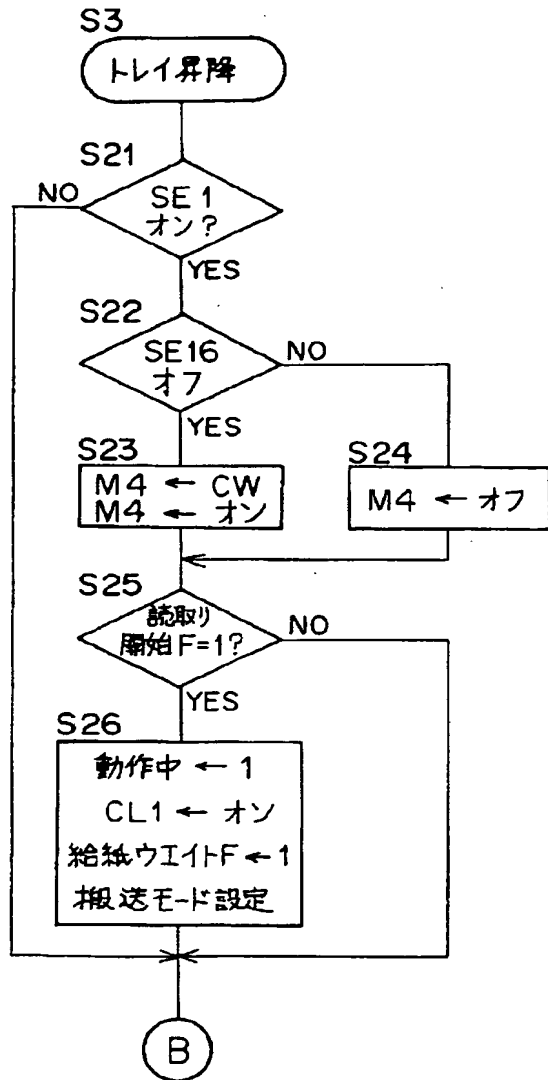 S3
トレイ昇降
S21
NO
SE1
オン?
YES
S22
SE16
オフ
NO
YES
S23
M4 ← CW
M4 ← オン
S24
M4 ← オフ
S25
読取り
開始F=1?
NO
YES
S26
動作中 ← 1
CL1 ← オン
給紙ウエイトF ← 1
搬送モード設定
B